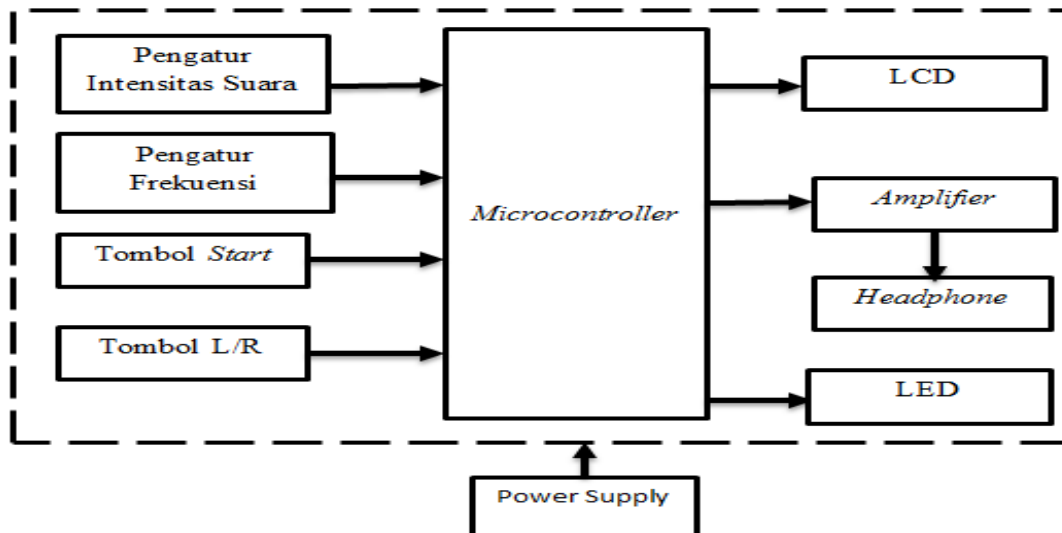 Pengatur
Intensitas Suara
Pengatur
Frekuensi
Tombol Start
Tombol L/R
Microcontroller
LCD
Amplifier
Headphone
LED
Power Supply